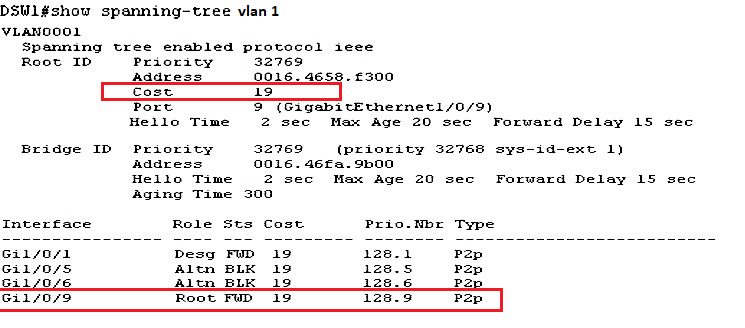 DSW1#show spanning-tree vlan 1
VLAN0001
Spanning tree enabled protocol ieee
Root ID Priority 32769
Address 0016.4658.f300
Cost 19
Port 9 (GigabitEthernet1/0/9)
Hello Time 2 sec Max Age 20 sec Forward Delay 15 sec
Bridge ID Priority 32769 (priority 32768 sys-id-ext 1)
Address 0016.46fa.9b00
Hello Time 2 sec Max Age 20 sec Forward Delay 15 sec
Aging Time 300
Interface Role Sts Cost Prio.Nbr Type
---------------- ---- --- --------- -------- --------------------------------
Gi1/0/1 Desg FWD 19 128.1 P2p
Gi1/0/5 Altn BLK 19 128.5 P2p
Gi1/0/6 Altn BLK 19 128.6 P2p
Gi1/0/9 Root FWD 19 128.9 P2p